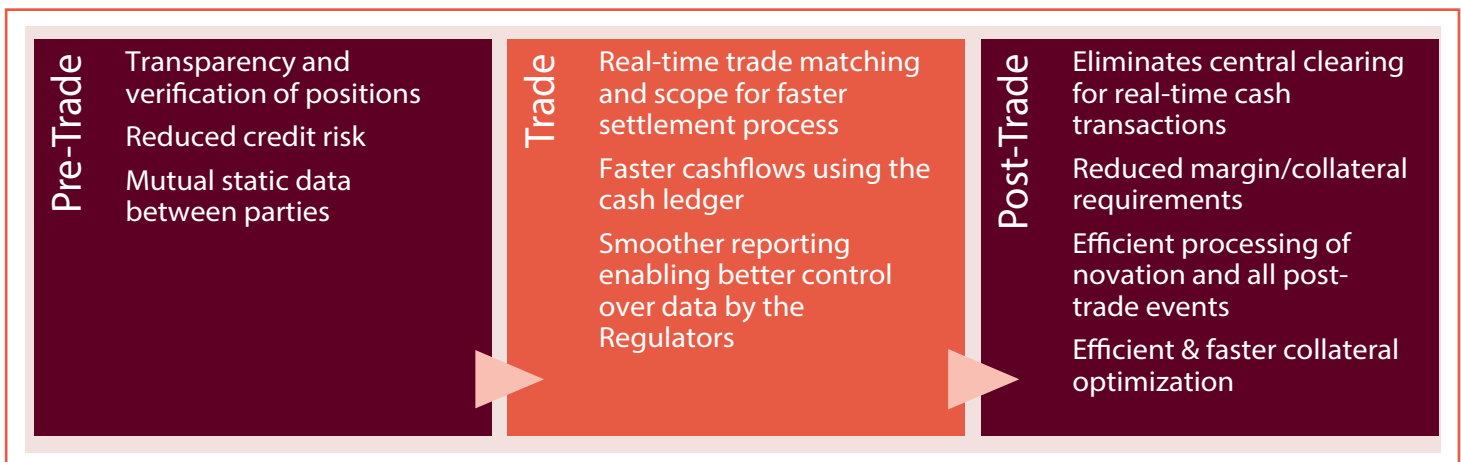 Pre-Trade
Transparency and
verification of positions
Reduced credit risk
Mutual static data
between parties
Trade
Real-time trade matching
and scope for faster
settlement process
Faster cashflows using the
cash ledger
Smoother reporting
enabling better control
over data by the
Regulators
Post-Trade
Eliminates central clearing
for real-time cash
transactions
Reduced margin/collateral
requirements
Efficient processing of
novation and all post-
trade events
Efficient & faster collateral
optimization